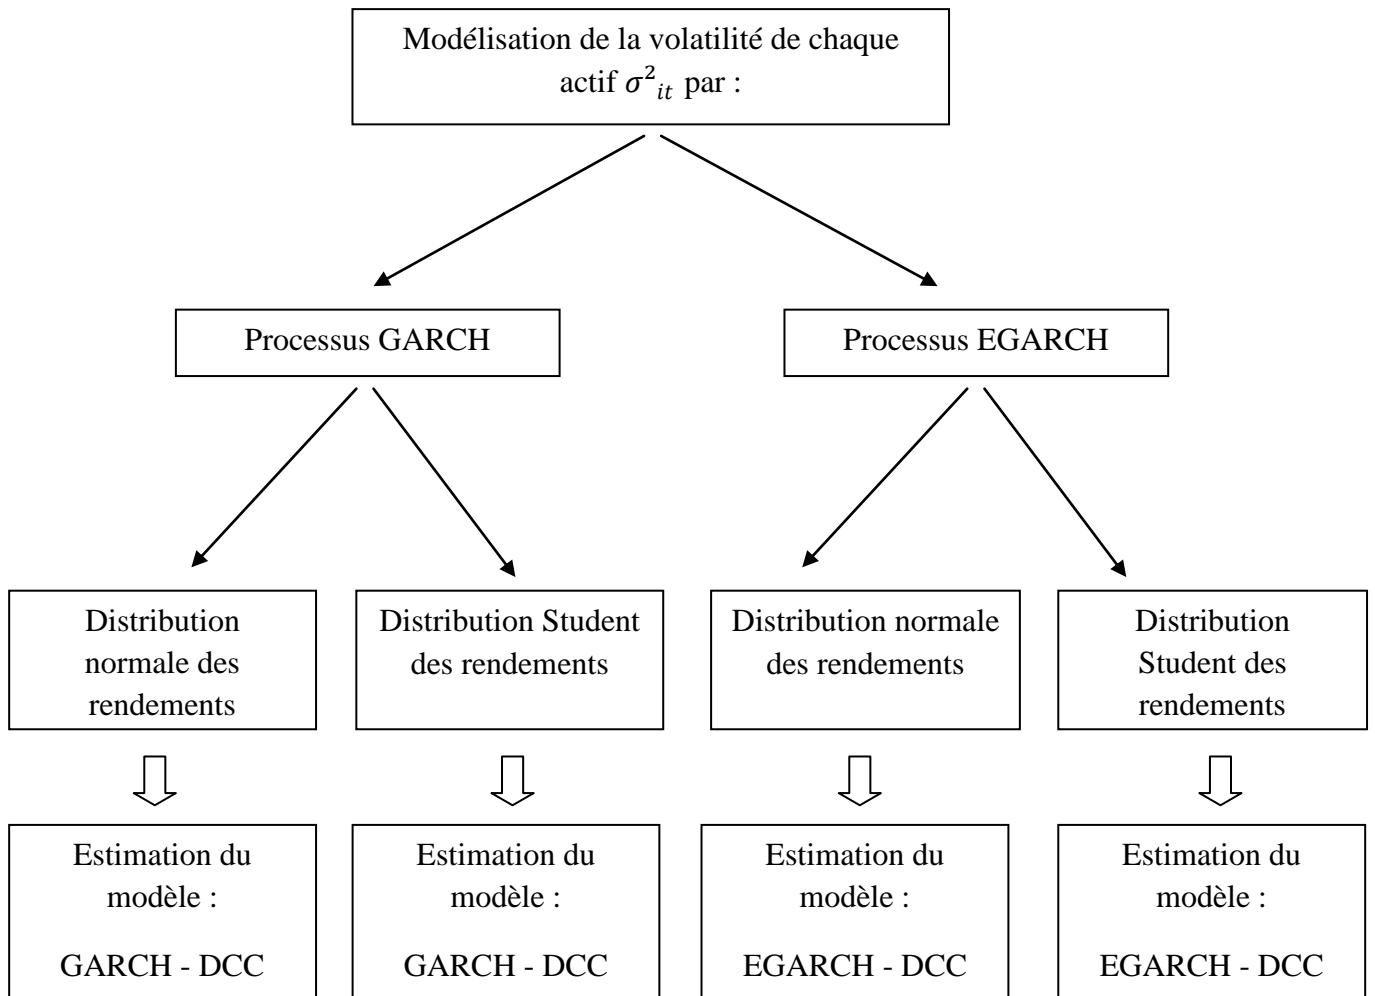 Modélisation de la volatilité de chaque
actif σ²ᵢₜ par :
Processus GARCH
Processus EGARCH
Distribution
normale des
rendements
Distribution Student
des rendements
Distribution normale
des rendements
Distribution
Student des
rendements
Estimation du
modèle :
GARCH - DCC
Estimation du
modèle :
GARCH - DCC
Estimation du
modèle :
EGARCH - DCC
Estimation du
modèle :
EGARCH - DCC